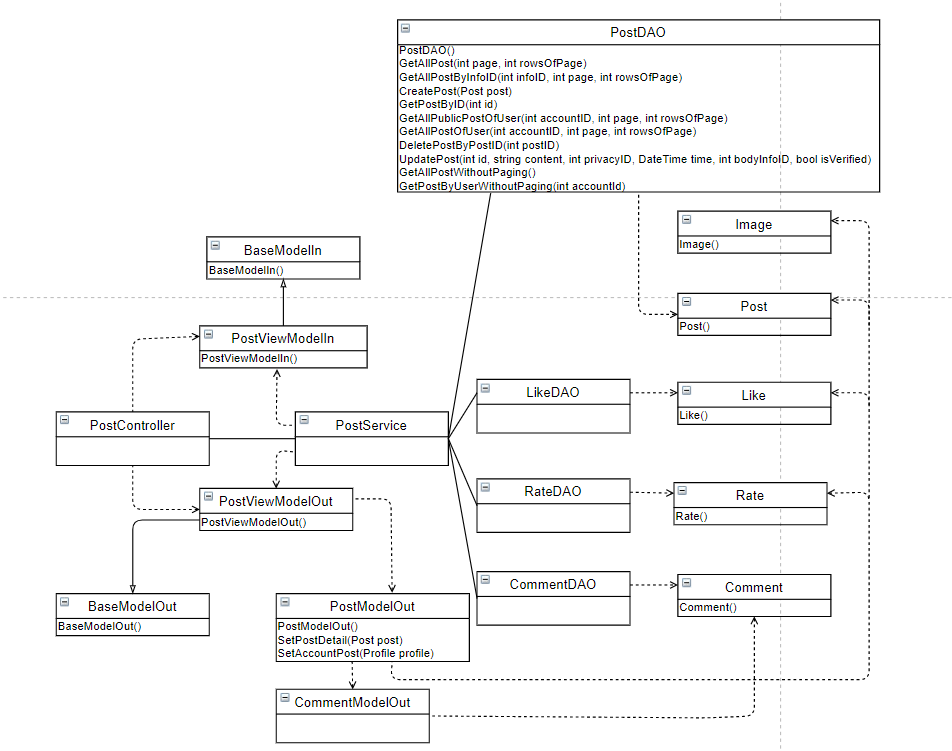 PostDAO
PostDAO()
GetAllPost(int page, int rowsOfPage)
GetAllPostByInfoID(int infoID, int page, int rowsOfPage)
CreatePost(Post post)
GetPostByID(int id)
GetAllPublicPostOfUser(int accountID, int page, int rowsOfPage)
GetAllPostOfUser(int accountID, int page, int rowsOfPage)
DeletePostByPostID(int postID)
UpdatePost(int id, string content, int privacyID, DateTime time, int bodyInfoID, bool isVerified)
GetAllPostWithoutPaging()
GetPostByUserWithoutPaging(int accountId)
Image
Image()
BaseModelIn
BaseModelIn()
Post
Post()
PostViewModelIn
PostViewModelIn()
LikeDAO
Like
Like()
PostController
PostService
RateDAO
Rate
Rate()
PostViewModelOut
PostViewModelOut()
CommentDAO
Comment
Comment()
BaseModelOut
BaseModelOut()
PostModelOut
PostModelOut()
SetPostDetail(Post post)
SetAccountPost(Profile profile)
CommentModelOut